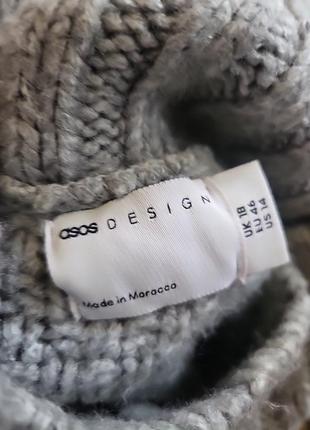 asos DESIGN
Made in Morocco
UK 18
EU 46
US 14